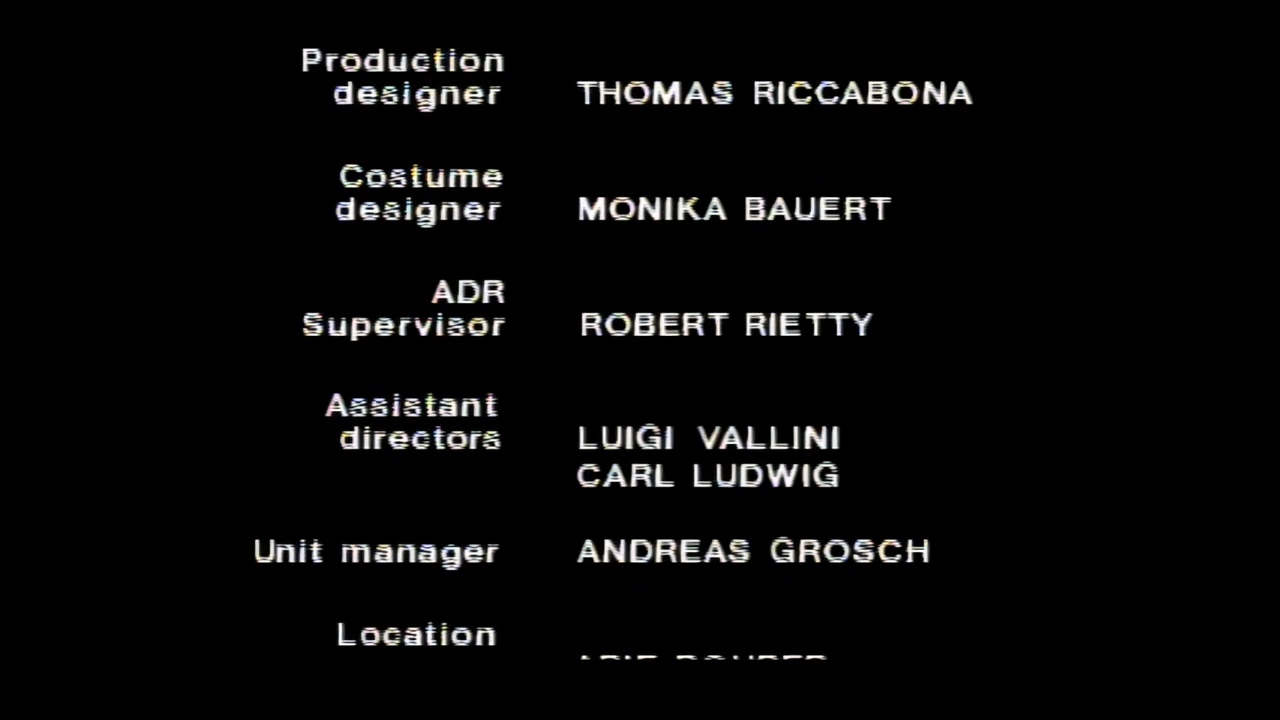 Production
designer THOMAS RICCABONA
Costume
designer MONIKA BAUERT
ADR
Supervisor ROBERT RIETTY
Assistant
directors LUIGI VALLINI
CARL LUDWIG
Unit manager ANDREAS GROSCH
Location